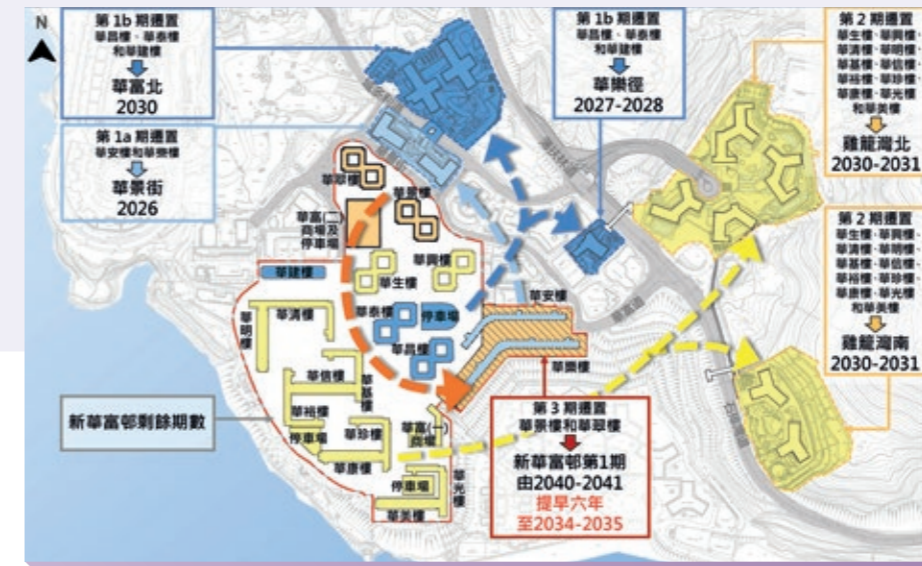 N
第 1b 期遷置
華昌樓、華泰樓
和華建樓
華富北
2030
第 1a 期遷置
華安樓和華樂樓
華景街
2026
第 1b 期遷置
華昌樓、華泰樓
和華建樓
華樂徑
2027-2028
第 2 期遷置
華生樓、華興樓、
華清樓、華明樓、
華基樓、華信樓、
華裕樓、華珍樓、
華康樓、華光樓
和華美樓
雞籠灣北
2030-2031
第 2 期遷置
華生樓、華興樓、
華清樓、華明樓、
華基樓、華信樓、
華裕樓、華珍樓、
華康樓、華光樓
和華美樓
雞籠灣南
2030-2031
華翠樓
華景樓
華富(二)
商場及
停車場
華興樓
華生樓
華建樓
華泰樓
停車場
華安樓
華明樓
華清樓
華昌樓
華樂樓
華信樓
華基樓
華裕樓
停車場
華珍樓
華富(一)
商場
華康樓
停車場
華光樓
華美樓
新華富邨剩餘期數
第 3 期遷置
華景樓和華翠樓
新華富邨第1期
由2040-2041
提早六年
至2034-2035